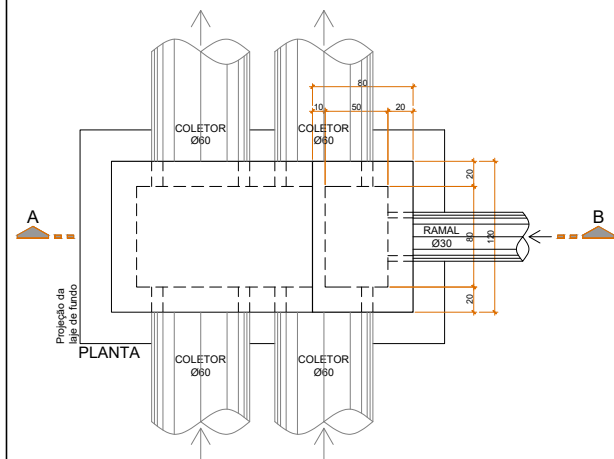 80
10 50 20
COLETOR
Ø60
COLETOR
Ø60
20
A
B
RAMAL
Ø30
80
120
20
Projeção da
laje de fundo
PLANTA
COLETOR
Ø60
COLETOR
Ø60